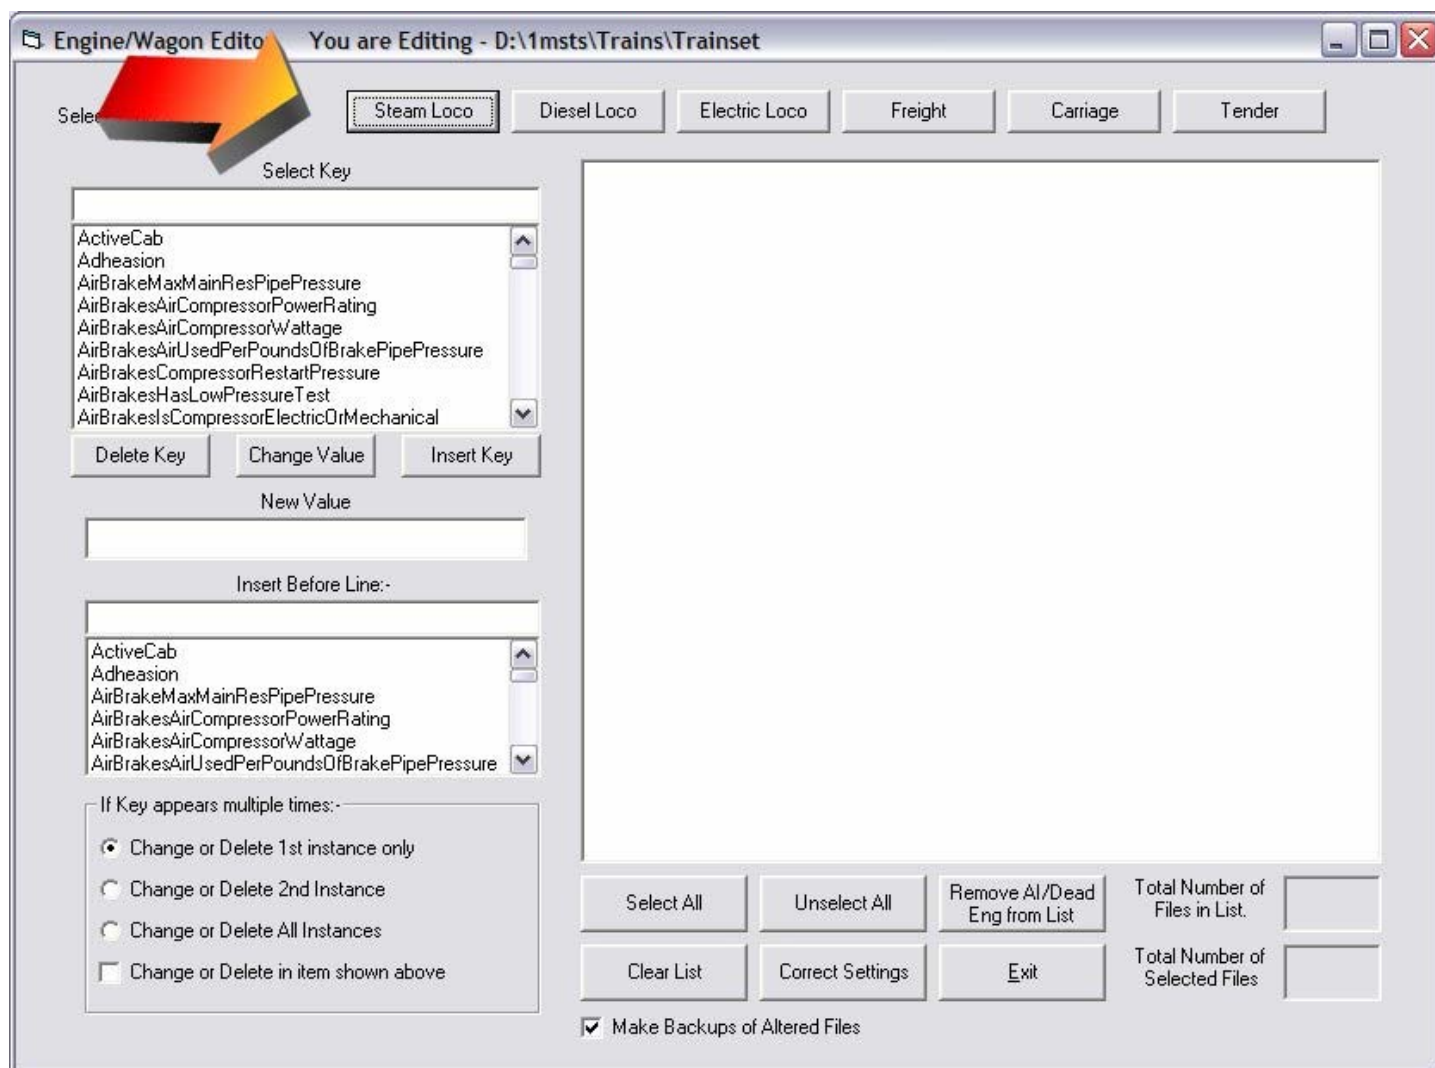 Engine/Wagon Editor You are Editing - D:\1msts\Trains\Trainset
Steam Loco
Diesel Loco
Electric Loco
Freight
Carriage
Tender
Select Key
ActiveCab
Adheasion
AirBrakeMaxMainResPipePressure
AirBrakesAirCompressorPowerRating
AirBrakesAirCompressorWattage
AirBrakesAirUsedPerPoundsOfBrakePipePressure
AirBrakesCompressorRestartPressure
AirBrakesHasLowPressureTest
AirBrakesIsCompressorElectricOrMechanical
Delete Key
Change Value
Insert Key
New Value
Insert Before Line:-
ActiveCab
Adheasion
AirBrakeMaxMainResPipePressure
AirBrakesAirCompressorPowerRating
AirBrakesAirCompressorWattage
AirBrakesAirUsedPerPoundsOfBrakePipePressure
If Key appears multiple times:-
Change or Delete 1st instance only
Change or Delete 2nd Instance
Change or Delete All Instances
Change or Delete in item shown above
Select All
Unselect All
Remove AI/Dead
Eng from List
Total Number of
Files in List.
Clear List
Correct Settings
Exit
Total Number of
Selected Files
Make Backups of Altered Files